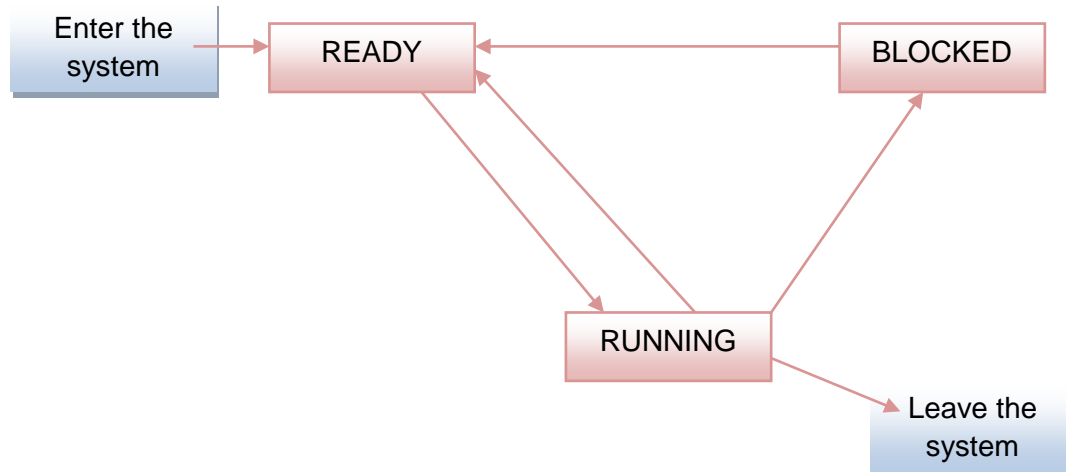 Enter the
system
READY
BLOCKED
RUNNING
Leave the
system